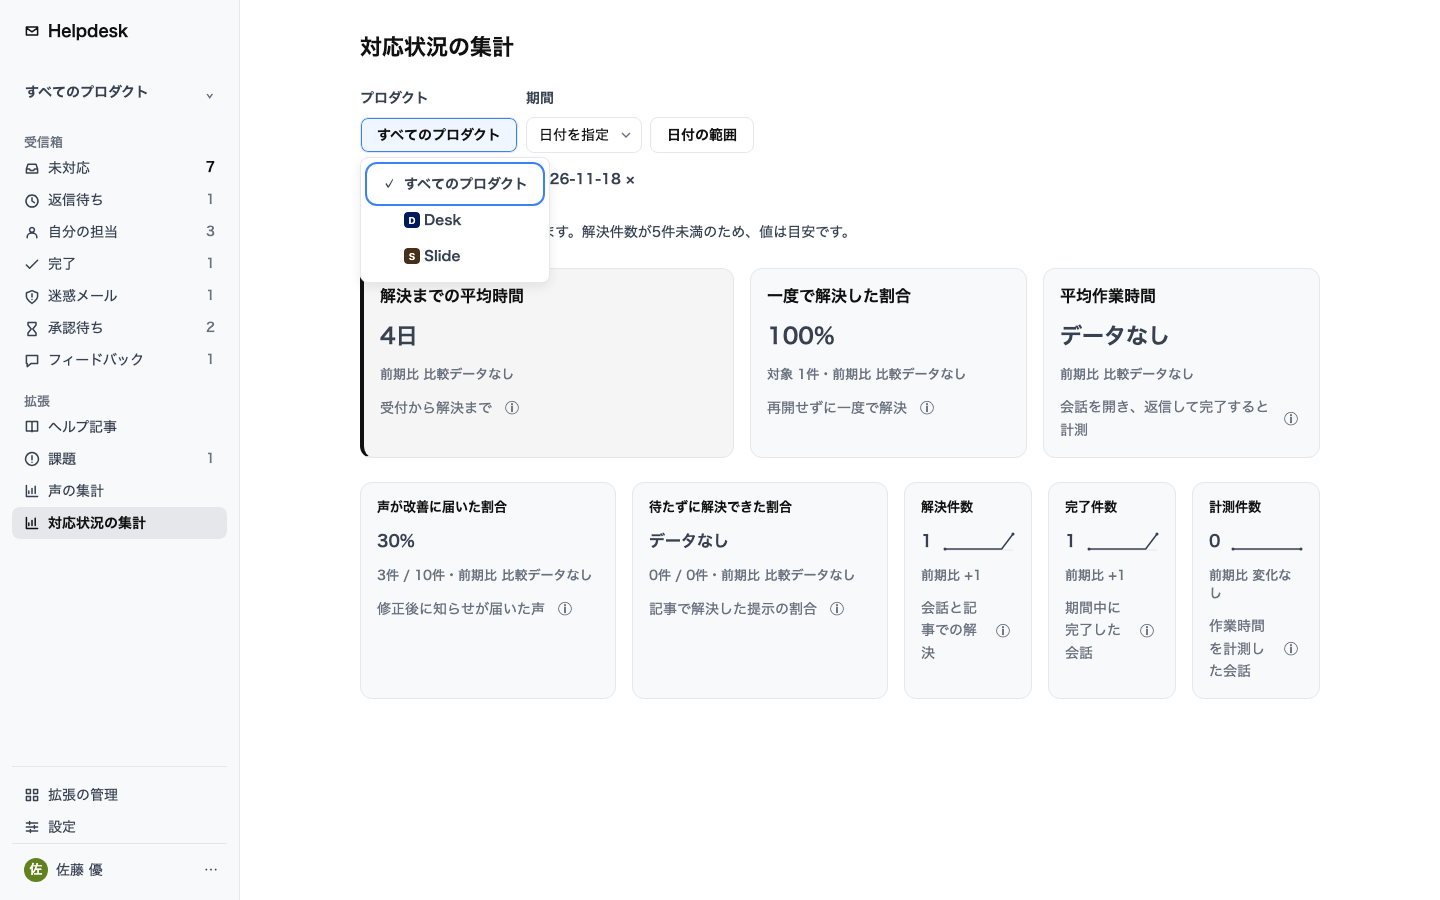 Helpdesk
すべてのプロダクト
受信箱
未対応 7
返信待ち 1
自分の担当 3
完了 1
迷惑メール 1
承認待ち 2
フィードバック 1
拡張
ヘルプ記事
課題 1
声の集計
対応状況の集計
拡張の管理
設定
佐 佐藤 優 …
対応状況の集計
プロダクト 期間
すべてのプロダクト 日付を指定 日付の範囲
✓ すべてのプロダクト
D Desk
S Slide
26-11-18 ×
ます。解決件数が5件未満のため、値は目安です。
解決までの平均時間
4日
前期比 比較データなし
受付から解決まで
一度で解決した割合
100%
対象 1件・前期比 比較データなし
再開せずに一度で解決
平均作業時間
データなし
前期比 比較データなし
会話を開き、返信して完了すると
計測
声が改善に届いた割合
30%
3件 / 10件・前期比 比較データなし
修正後に知らせが届いた声
待たずに解決できた割合
データなし
0件 / 0件・前期比 比較データなし
記事で解決した提示の割合
解決件数
1
前期比 +1
会話と記
事での解
決
完了件数
1
前期比 +1
期間中に
完了した
会話
計測件数
0
前期比 変化な
し
作業時間
を計測し
た会話